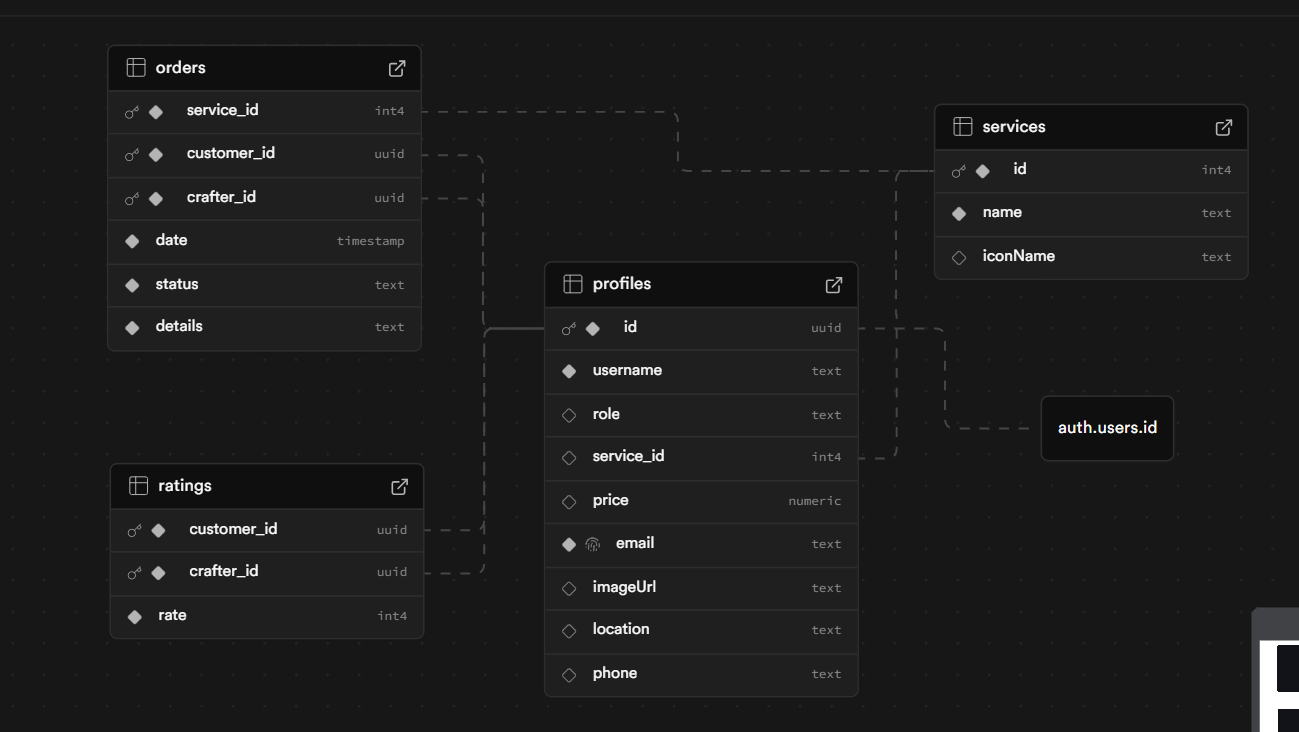 orders
service_id int4
customer_id uuid
crafter_id uuid
date timestamp
status text
details text
services
id int4
name text
iconName text
profiles
id uuid
username text
role text
service_id int4
price numeric
email text
imageUrl text
location text
phone text
auth.users.id
ratings
customer_id uuid
crafter_id uuid
rate int4